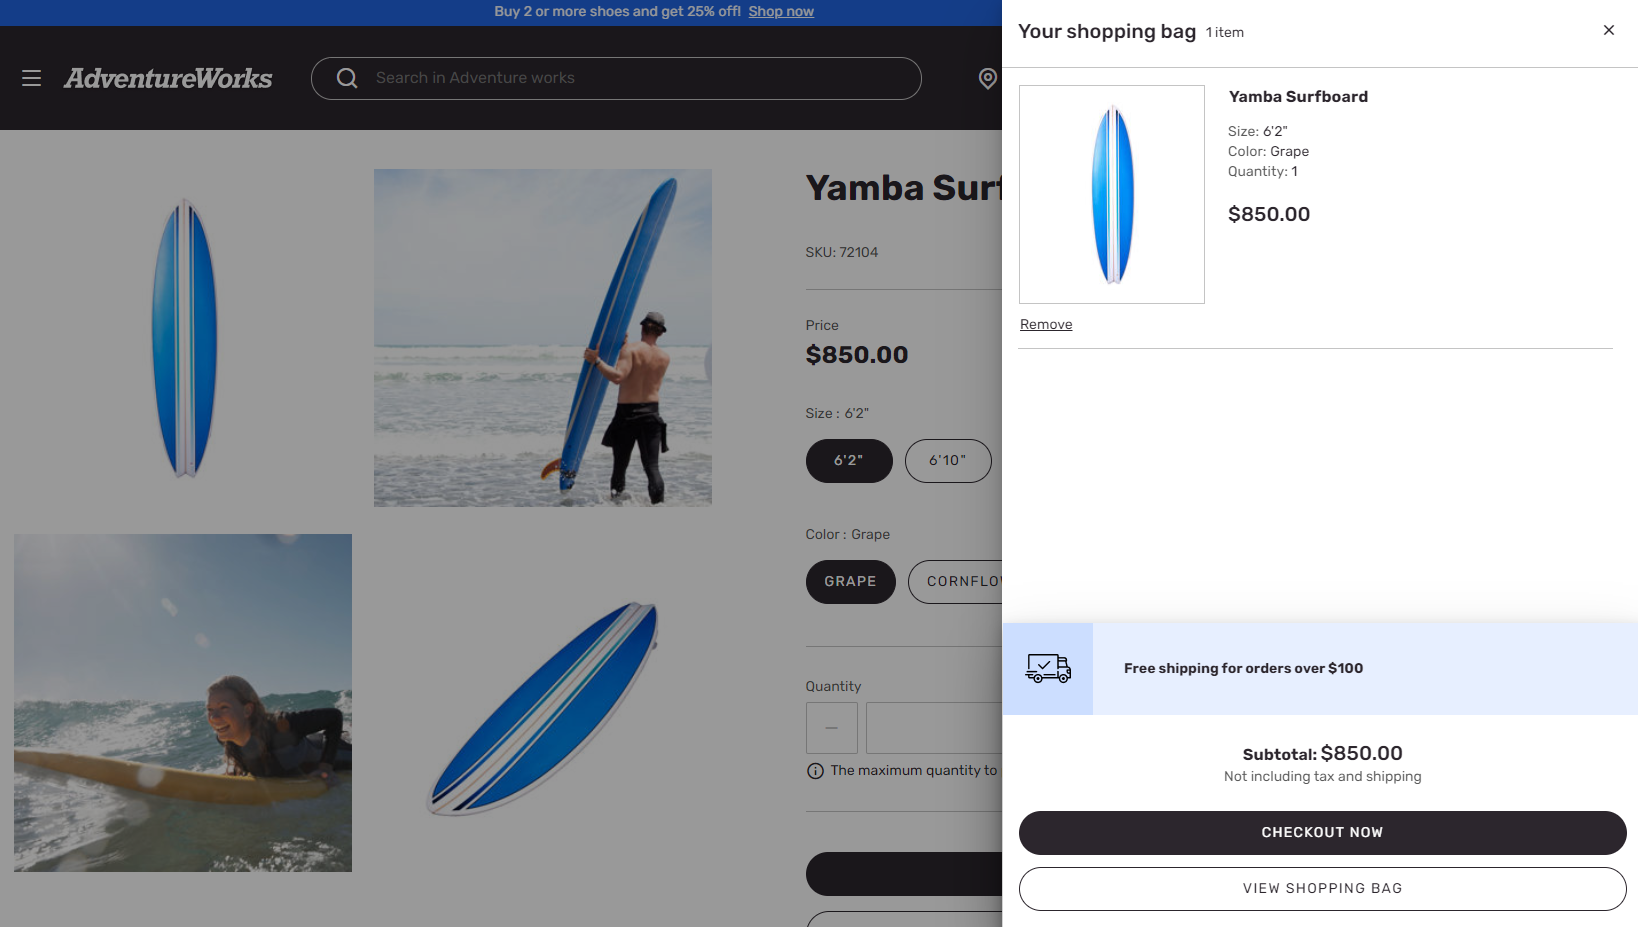 Buy 2 or more shoes and get 25% off! Shop now
AdventureWorks
Search in Adventure works
Yamba Surf
SKU: 72104
Price
$850.00
Size : 6'2"
6'2"
6'10"
Color : Grape
GRAPE
CORNFLO
Quantity
The maximum quantity to
Your shopping bag 1 item
Yamba Surfboard
Size: 6'2"
Color: Grape
Quantity: 1
$850.00
Remove
Free shipping for orders over $100
Subtotal: $850.00
Not including tax and shipping
CHECKOUT NOW
VIEW SHOPPING BAG